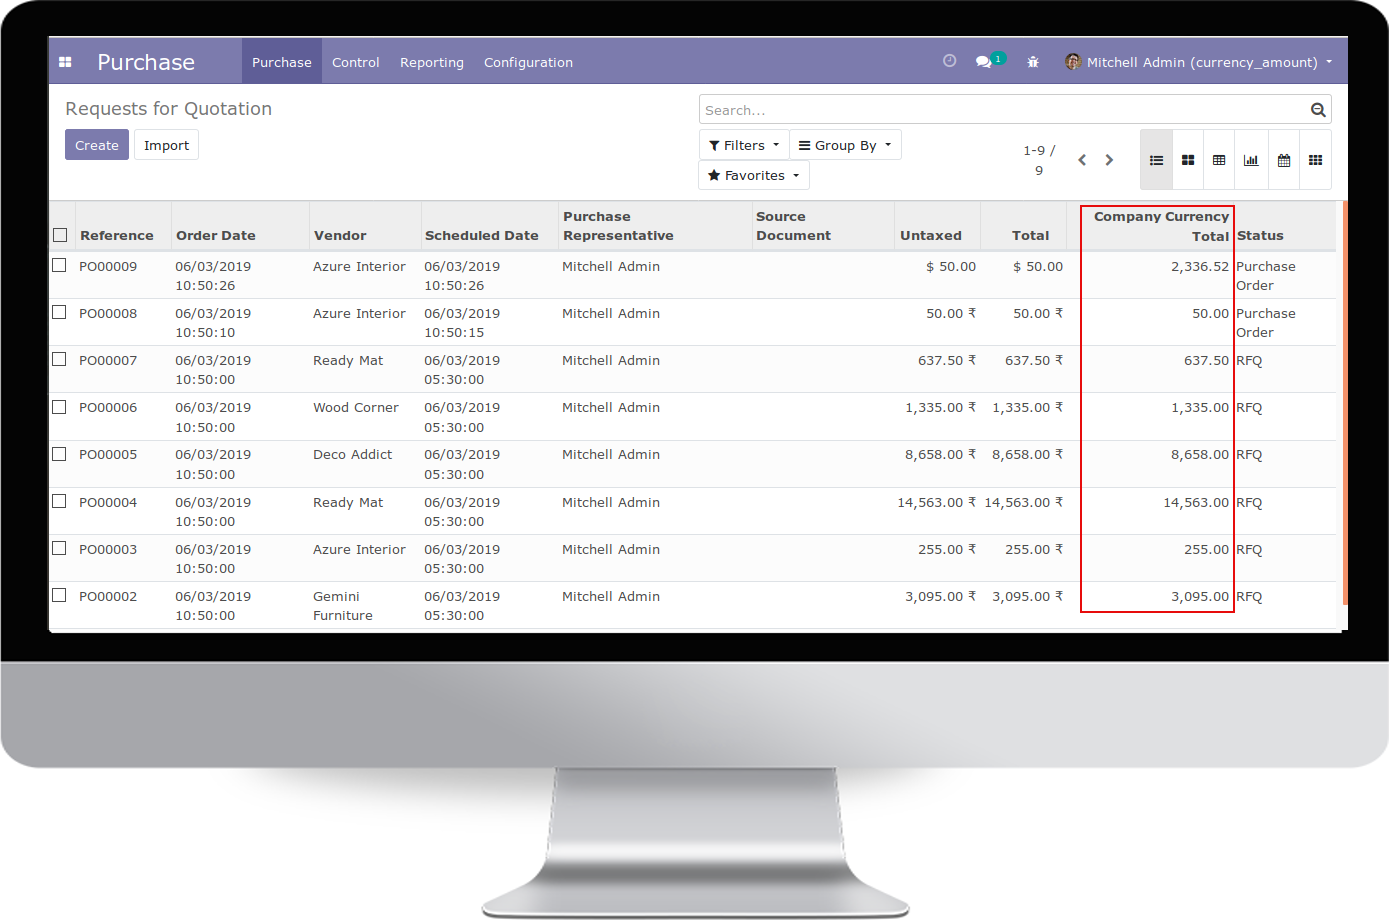 Purchase Purchase Control Reporting Configuration 1 Mitchell Admin (currency_amount)
Requests for Quotation Search...
Create Import Filters Group By 1-9 /
Favorites 9
Purchase Source Company Currency
Reference Order Date Vendor Scheduled Date Representative Document Untaxed Total Total Status
PO00009 06/03/2019 Azure Interior 06/03/2019 Mitchell Admin $ 50.00 $ 50.00 2,336.52 Purchase
10:50:26 10:50:26 Order
PO00008 06/03/2019 Azure Interior 06/03/2019 Mitchell Admin 50.00 ₹ 50.00 ₹ 50.00 Purchase
10:50:10 10:50:15 Order
PO00007 06/03/2019 Ready Mat 06/03/2019 Mitchell Admin 637.50 ₹ 637.50 ₹ 637.50 RFQ
10:50:00 05:30:00
PO00006 06/03/2019 Wood Corner 06/03/2019 Mitchell Admin 1,335.00 ₹ 1,335.00 ₹ 1,335.00 RFQ
10:50:00 05:30:00
PO00005 06/03/2019 Deco Addict 06/03/2019 Mitchell Admin 8,658.00 ₹ 8,658.00 ₹ 8,658.00 RFQ
10:50:00 05:30:00
PO00004 06/03/2019 Ready Mat 06/03/2019 Mitchell Admin 14,563.00 ₹ 14,563.00 ₹ 14,563.00 RFQ
10:50:00 05:30:00
PO00003 06/03/2019 Azure Interior 06/03/2019 Mitchell Admin 255.00 ₹ 255.00 ₹ 255.00 RFQ
10:50:00 05:30:00
PO00002 06/03/2019 Gemini 06/03/2019 Mitchell Admin 3,095.00 ₹ 3,095.00 ₹ 3,095.00 RFQ
10:50:00 Furniture 05:30:00